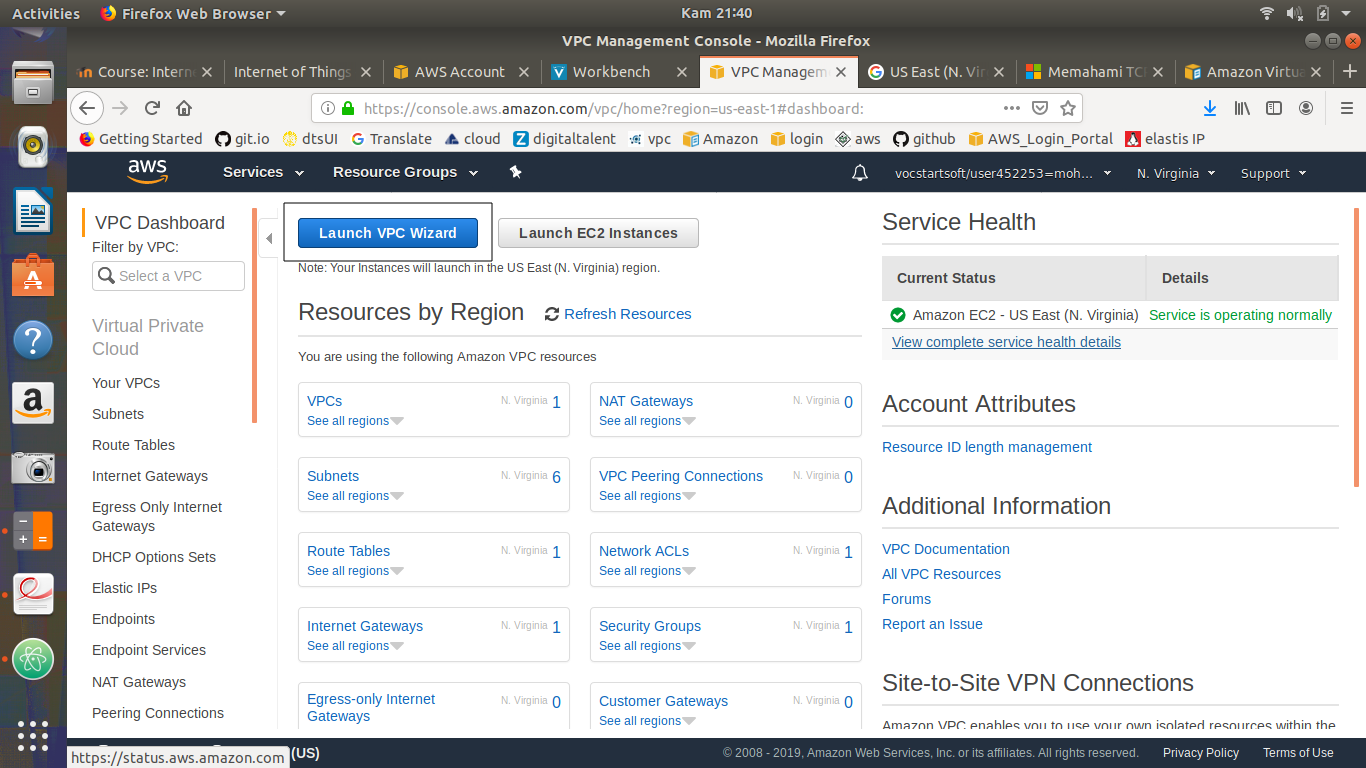 Activities Firefox Web Browser Kam 21:40
VPC Management Console - Mozilla Firefox
Course: Intern Internet of Things AWS Account Workbench VPC Managem US East (N. Vir Memahami TC Amazon Virtua
https://console.aws.amazon.com/vpc/home?region=us-east-1#dashboard:
Getting Started git.io dtsUI Translate cloud digitaltalent vpc Amazon login aws github AWS_Login_Portal elastis IP
aws Services Resource Groups vocstartsoft/user452253=moh... N. Virginia Support
VPC Dashboard
Filter by VPC:
Select a VPC
Virtual Private
Cloud
Your VPCs
Subnets
Route Tables
Internet Gateways
Egress Only Internet
Gateways
DHCP Options Sets
Elastic IPs
Endpoints
Endpoint Services
NAT Gateways
Peering Connections
Launch VPC Wizard Launch EC2 Instances
Note: Your Instances will launch in the US East (N. Virginia) region.
Resources by Region Refresh Resources
You are using the following Amazon VPC resources
VPCs N. Virginia 1
See all regions
NAT Gateways N. Virginia 0
See all regions
Subnets N. Virginia 6
See all regions
VPC Peering Connections N. Virginia 0
See all regions
Route Tables N. Virginia 1
See all regions
Network ACLs N. Virginia 1
See all regions
Internet Gateways N. Virginia 1
See all regions
Security Groups N. Virginia 1
See all regions
Egress-only Internet N. Virginia 0
Gateways
Customer Gateways N. Virginia 0
See all regions
Service Health
Current Status Details
Amazon EC2 - US East (N. Virginia) Service is operating normally
View complete service health details
Account Attributes
Resource ID length management
Additional Information
VPC Documentation
All VPC Resources
Forums
Report an Issue
Site-to-Site VPN Connections
Amazon VPC enables you to use your own isolated resources within the
https://status.aws.amazon.com (US) © 2008 - 2019, Amazon Web Services, Inc. or its affiliates. All rights reserved. Privacy Policy Terms of Use